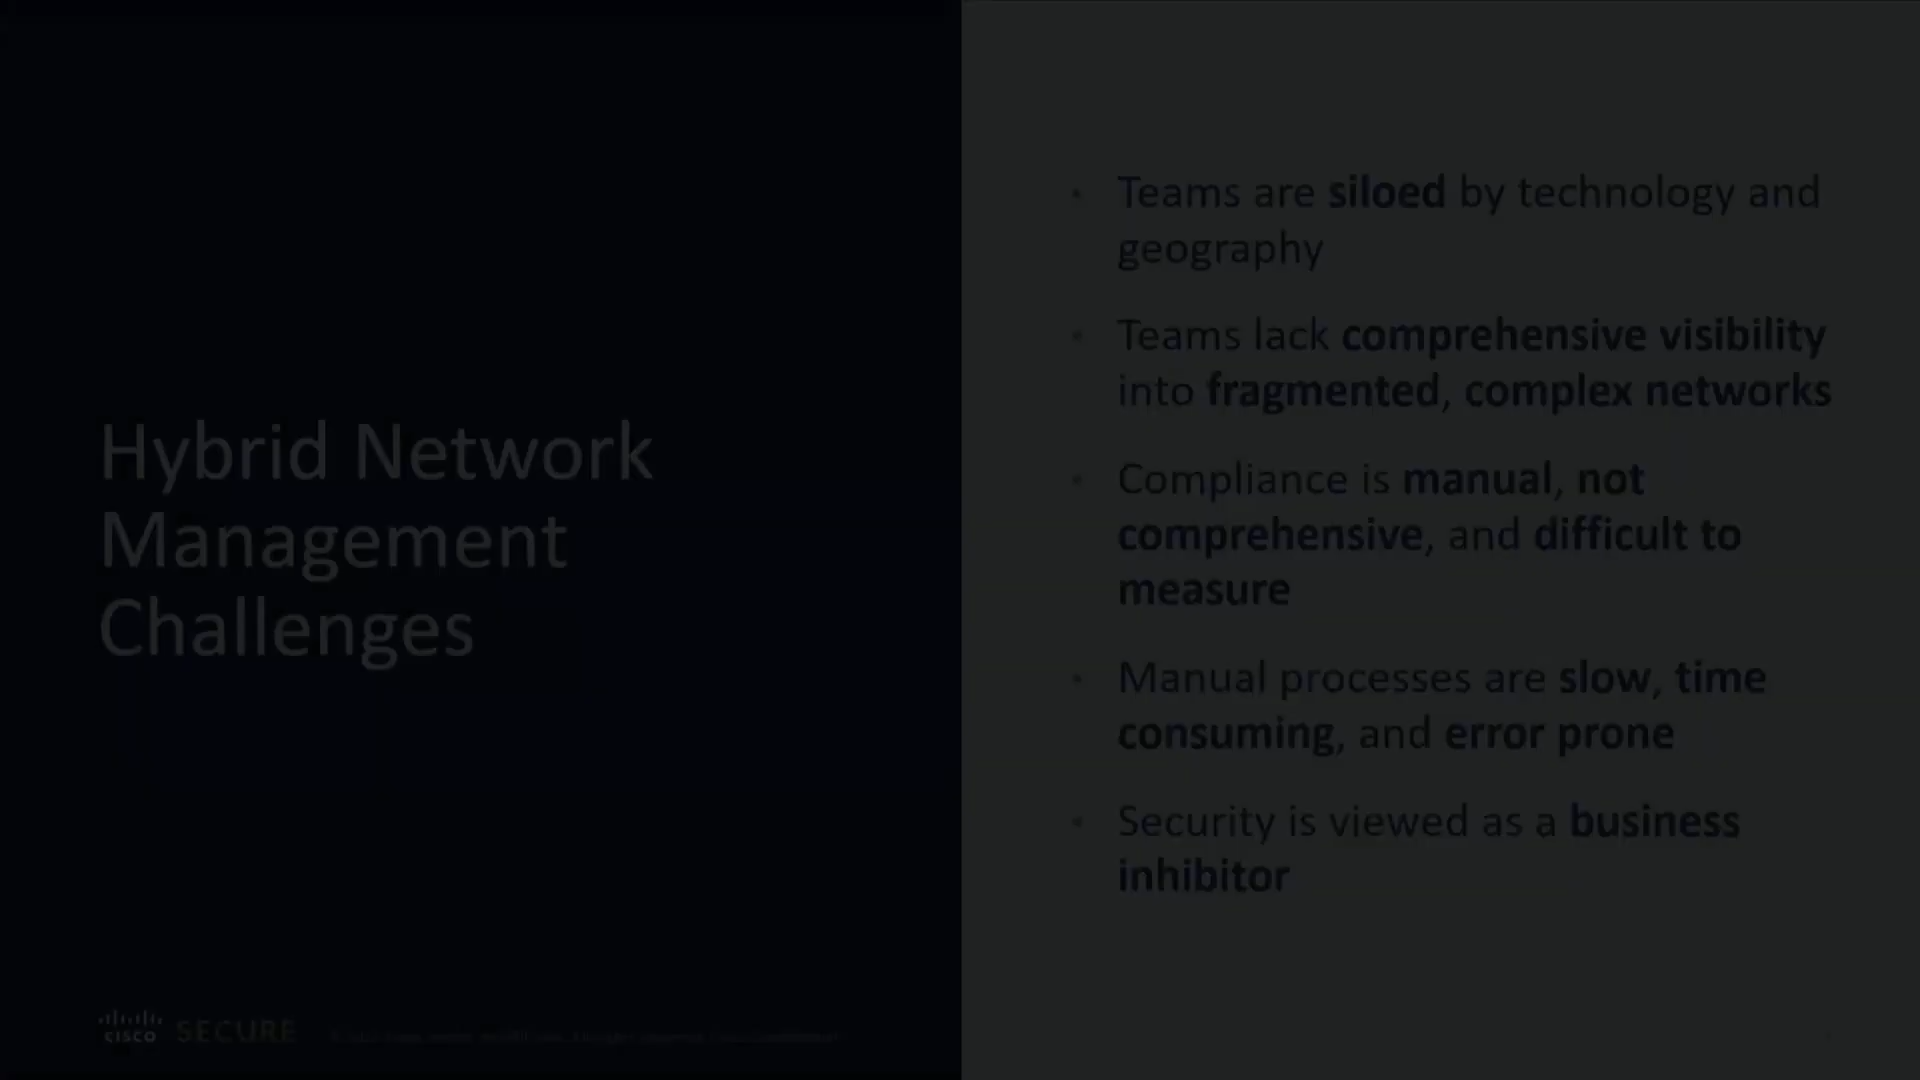 Hybrid Network
Management
Challenges
Teams are siloed by technology and
geography
Teams lack comprehensive visibility
into fragmented, complex networks
Compliance is manual, not
comprehensive, and difficult to
measure
Manual processes are slow, time
consuming, and error prone
Security is viewed as a business
inhibitor
CISCO SECURE